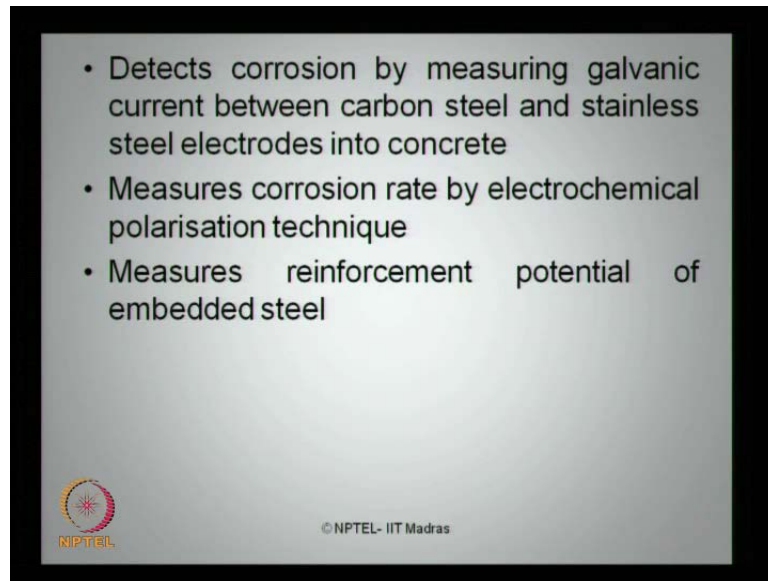 • Detects corrosion by measuring galvanic
current between carbon steel and stainless
steel electrodes into concrete
• Measures corrosion rate by electrochemical
polarisation technique
• Measures reinforcement potential of
embedded steel
NPTEL
© NPTEL- IIT Madras